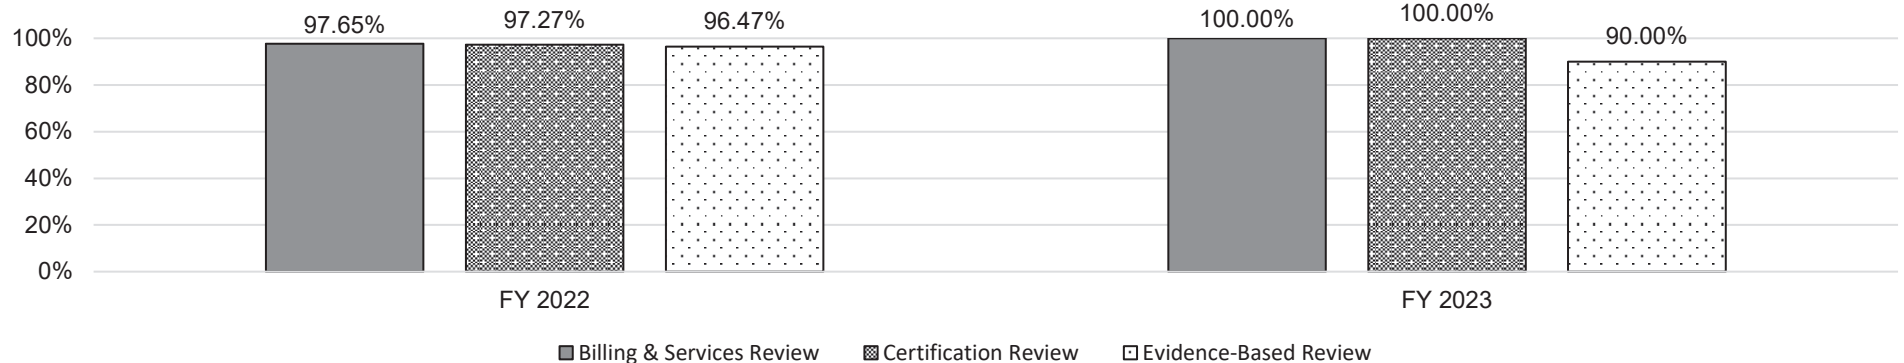 97.65% 97.27% 96.47% 100.00% 100.00% 90.00%
100%
80%
60%
40%
20%
0%
FY 2022 FY 2023
Billing & Services Review Certification Review Evidence-Based Review